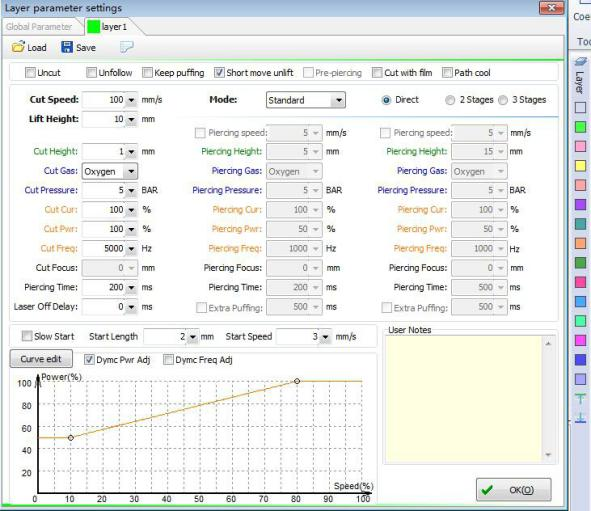 Layer parameter settings
Global Parameter layer1
Load Save
Uncut Unfollow Keep puffing Short move unlift Pre-piercing Cut with film Path cool
Cut Speed: 100 mm/s Mode: Standard Direct 2 Stages 3 Stages
Lift Height: 10 mm
Piercing speed: 5 mm/s Piercing speed: 5 mm/s
Cut Height: 1 mm Piercing Height: 5 mm Piercing Height: 15 mm
Cut Gas: Oxygen Piercing Gas: Oxygen Piercing Gas: Oxygen
Cut Pressure: 5 BAR Piercing Pressure: 5 BAR Piercing Pressure: 5 BAR
Cut Cur: 100 % Piercing Cur: 100 % Piercing Cur: 100 %
Cut Pwr: 100 % Piercing Pwr: 50 % Piercing Pwr: 50 %
Cut Freq: 5000 Hz Piercing Freq: 1000 Hz Piercing Freq: 1000 Hz
Cut Focus: 0 mm Piercing Focus: 0 mm Piercing Focus: 0 mm
Piercing Time: 200 ms Piercing Time: 200 ms Piercing Time: 500 ms
Laser Off Delay: 0 ms Extra Puffing: 500 ms Extra Puffing: 500 ms
Slow Start Start Length 2 mm Start Speed 3 mm/s
User Notes
Curve edit Dymc Pwr Adj Dymc Freq Adj
Power(%)
100
80
60
40
20
Speed(%)
0 10 20 30 40 50 60 70 80 90 100
OK(O)
Coe
Too
Layer